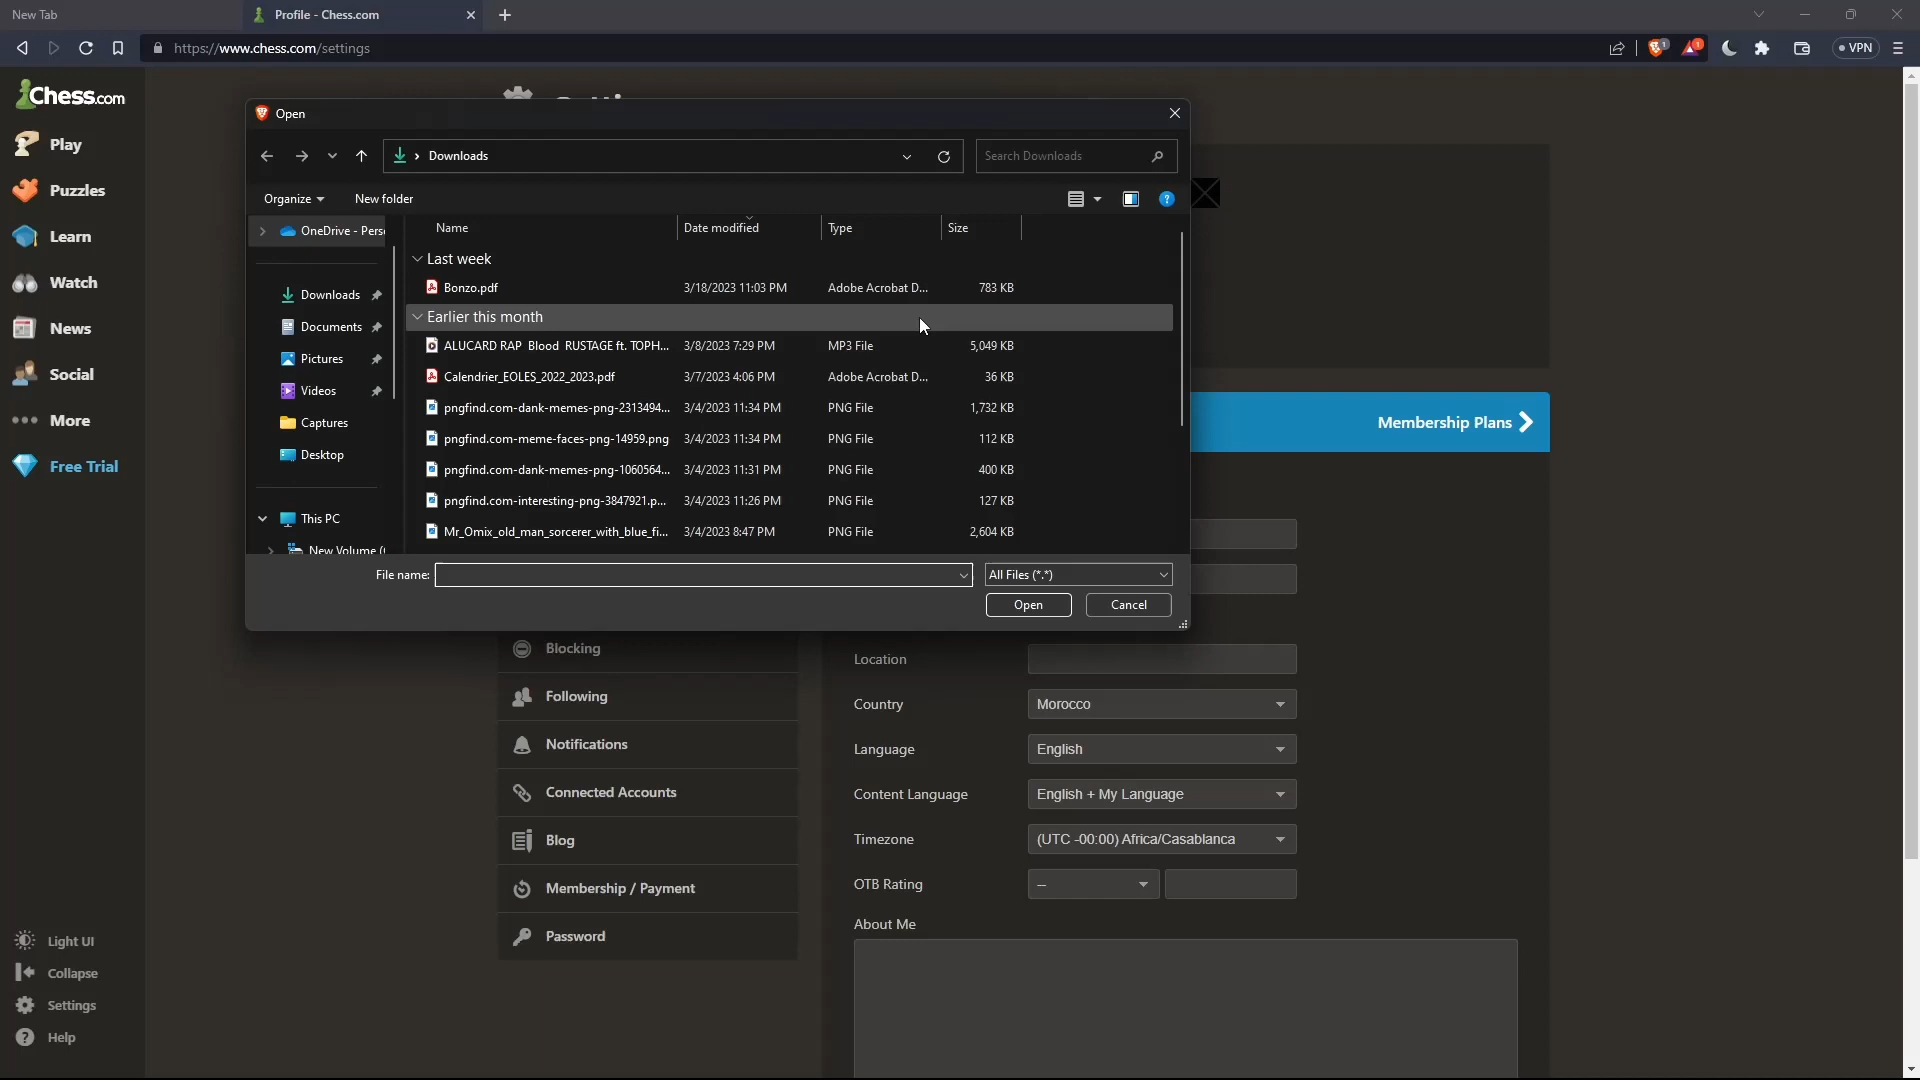 New Tab
Profile - Chess.com
https://www.chess.com/settings
1
1
VPN
Chess.com
Play
Puzzles
Learn
Watch
News
Social
More
Free Trial
Light UI
Collapse
Settings
Help
Open
Downloads
Search Downloads
Organize
New folder
OneDrive - Pers
Downloads
Documents
Pictures
Videos
Captures
Desktop
This PC
New Volume (
Name Date modified Type Size
Last week
Bonzo.pdf 3/18/2023 11:03 PM Adobe Acrobat D... 783 KB
Earlier this month
ALUCARD RAP Blood RUSTAGE ft. TOPH... 3/8/2023 7:29 PM MP3 File 5,049 KB
Calendrier_EOLES_2022_2023.pdf 3/7/2023 4:06 PM Adobe Acrobat D... 36 KB
pngfind.com-dank-memes-png-2313494... 3/4/2023 11:34 PM PNG File 1,732 KB
pngfind.com-meme-faces-png-14959.png 3/4/2023 11:34 PM PNG File 112 KB
pngfind.com-dank-memes-png-1060564... 3/4/2023 11:31 PM PNG File 400 KB
pngfind.com-interesting-png-3847921.p... 3/4/2023 11:26 PM PNG File 127 KB
Mr_Omix_old_man_sorcerer_with_blue_fi... 3/4/2023 8:47 PM PNG File 2,604 KB
File name:
All Files (*.*)
Open
Cancel
Membership Plans
Blocking
Following
Notifications
Connected Accounts
Blog
Membership / Payment
Password
Location
Country Morocco
Language English
Content Language English + My Language
Timezone (UTC -00:00) Africa/Casablanca
OTB Rating --
About Me